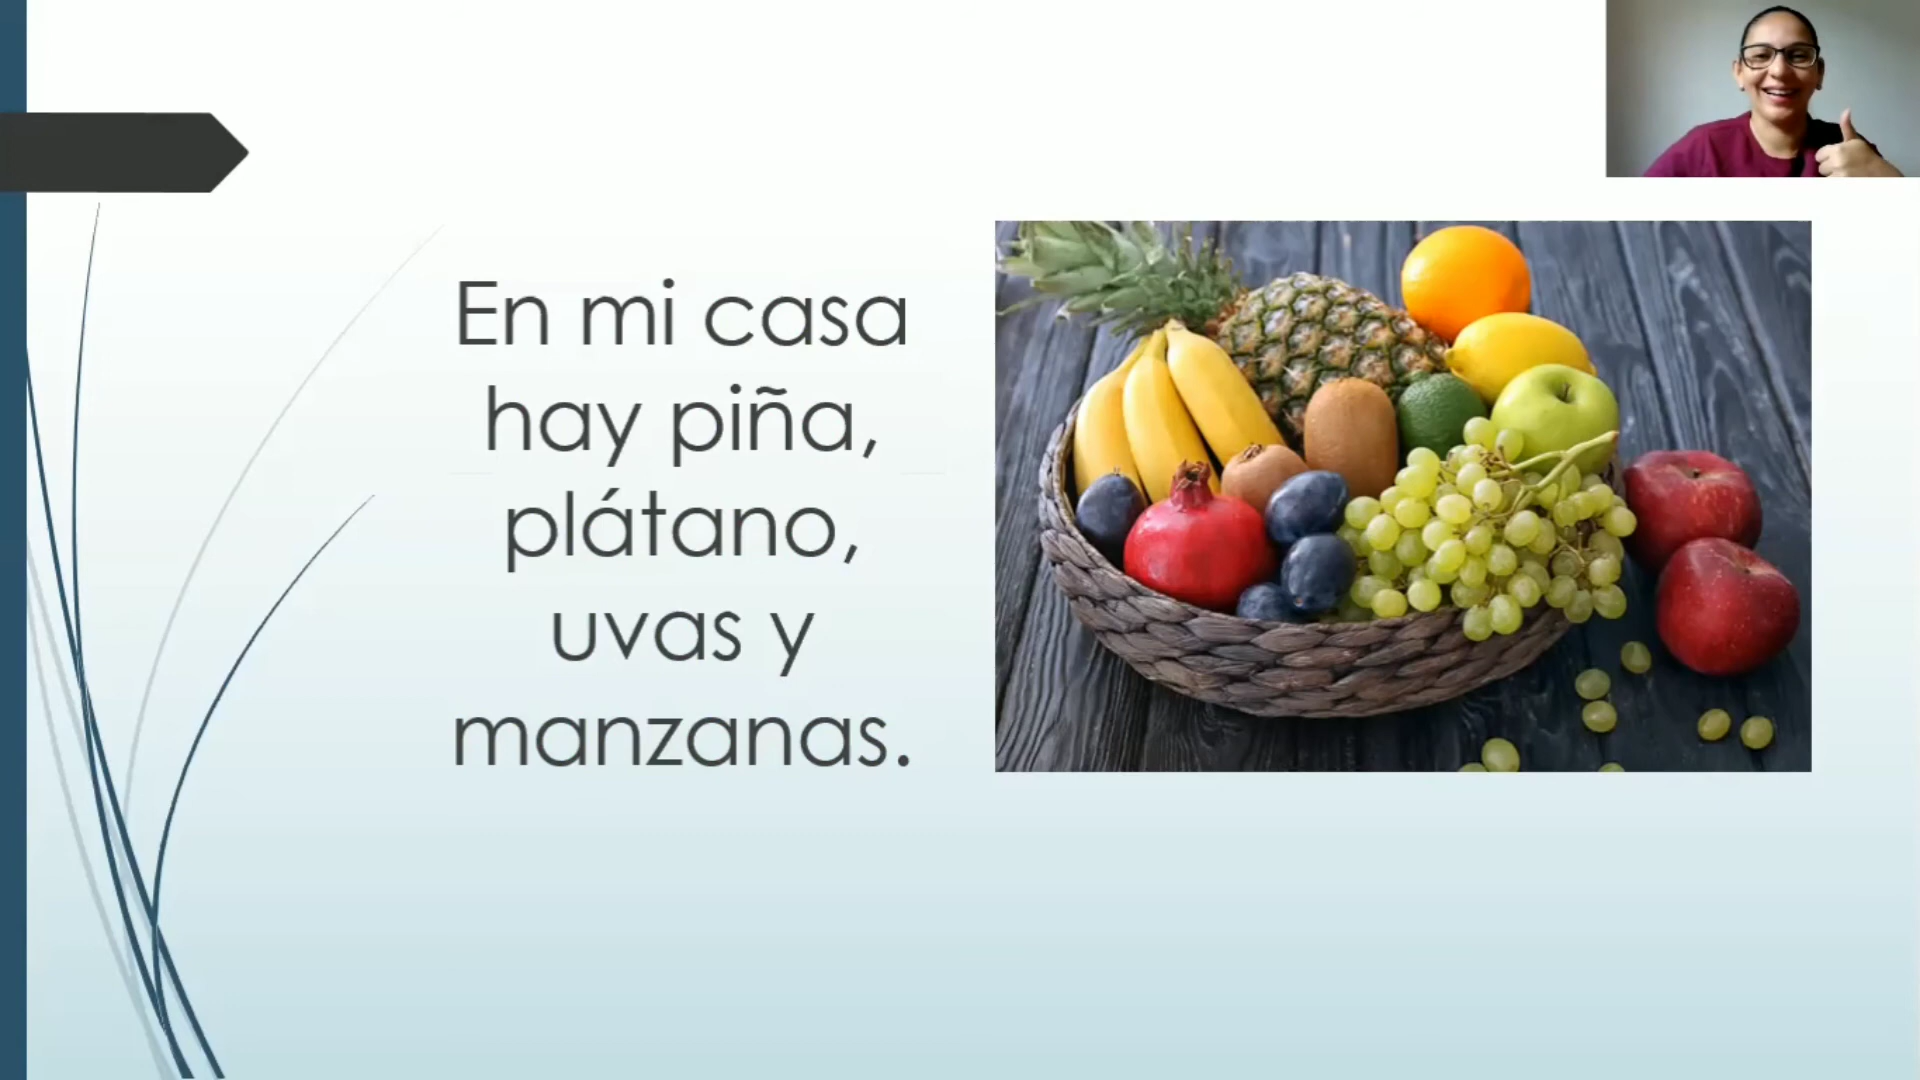 En mi casa
hay piña,
plátano,
uvas y
manzanas.